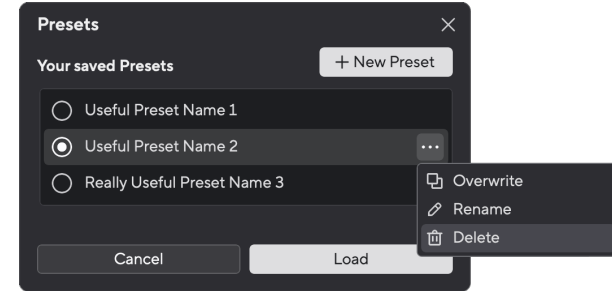 Presets
Your saved Presets
+ New Preset
Useful Preset Name 1
Useful Preset Name 2
Really Useful Preset Name 3
Overwrite
Rename
Delete
Cancel
Load